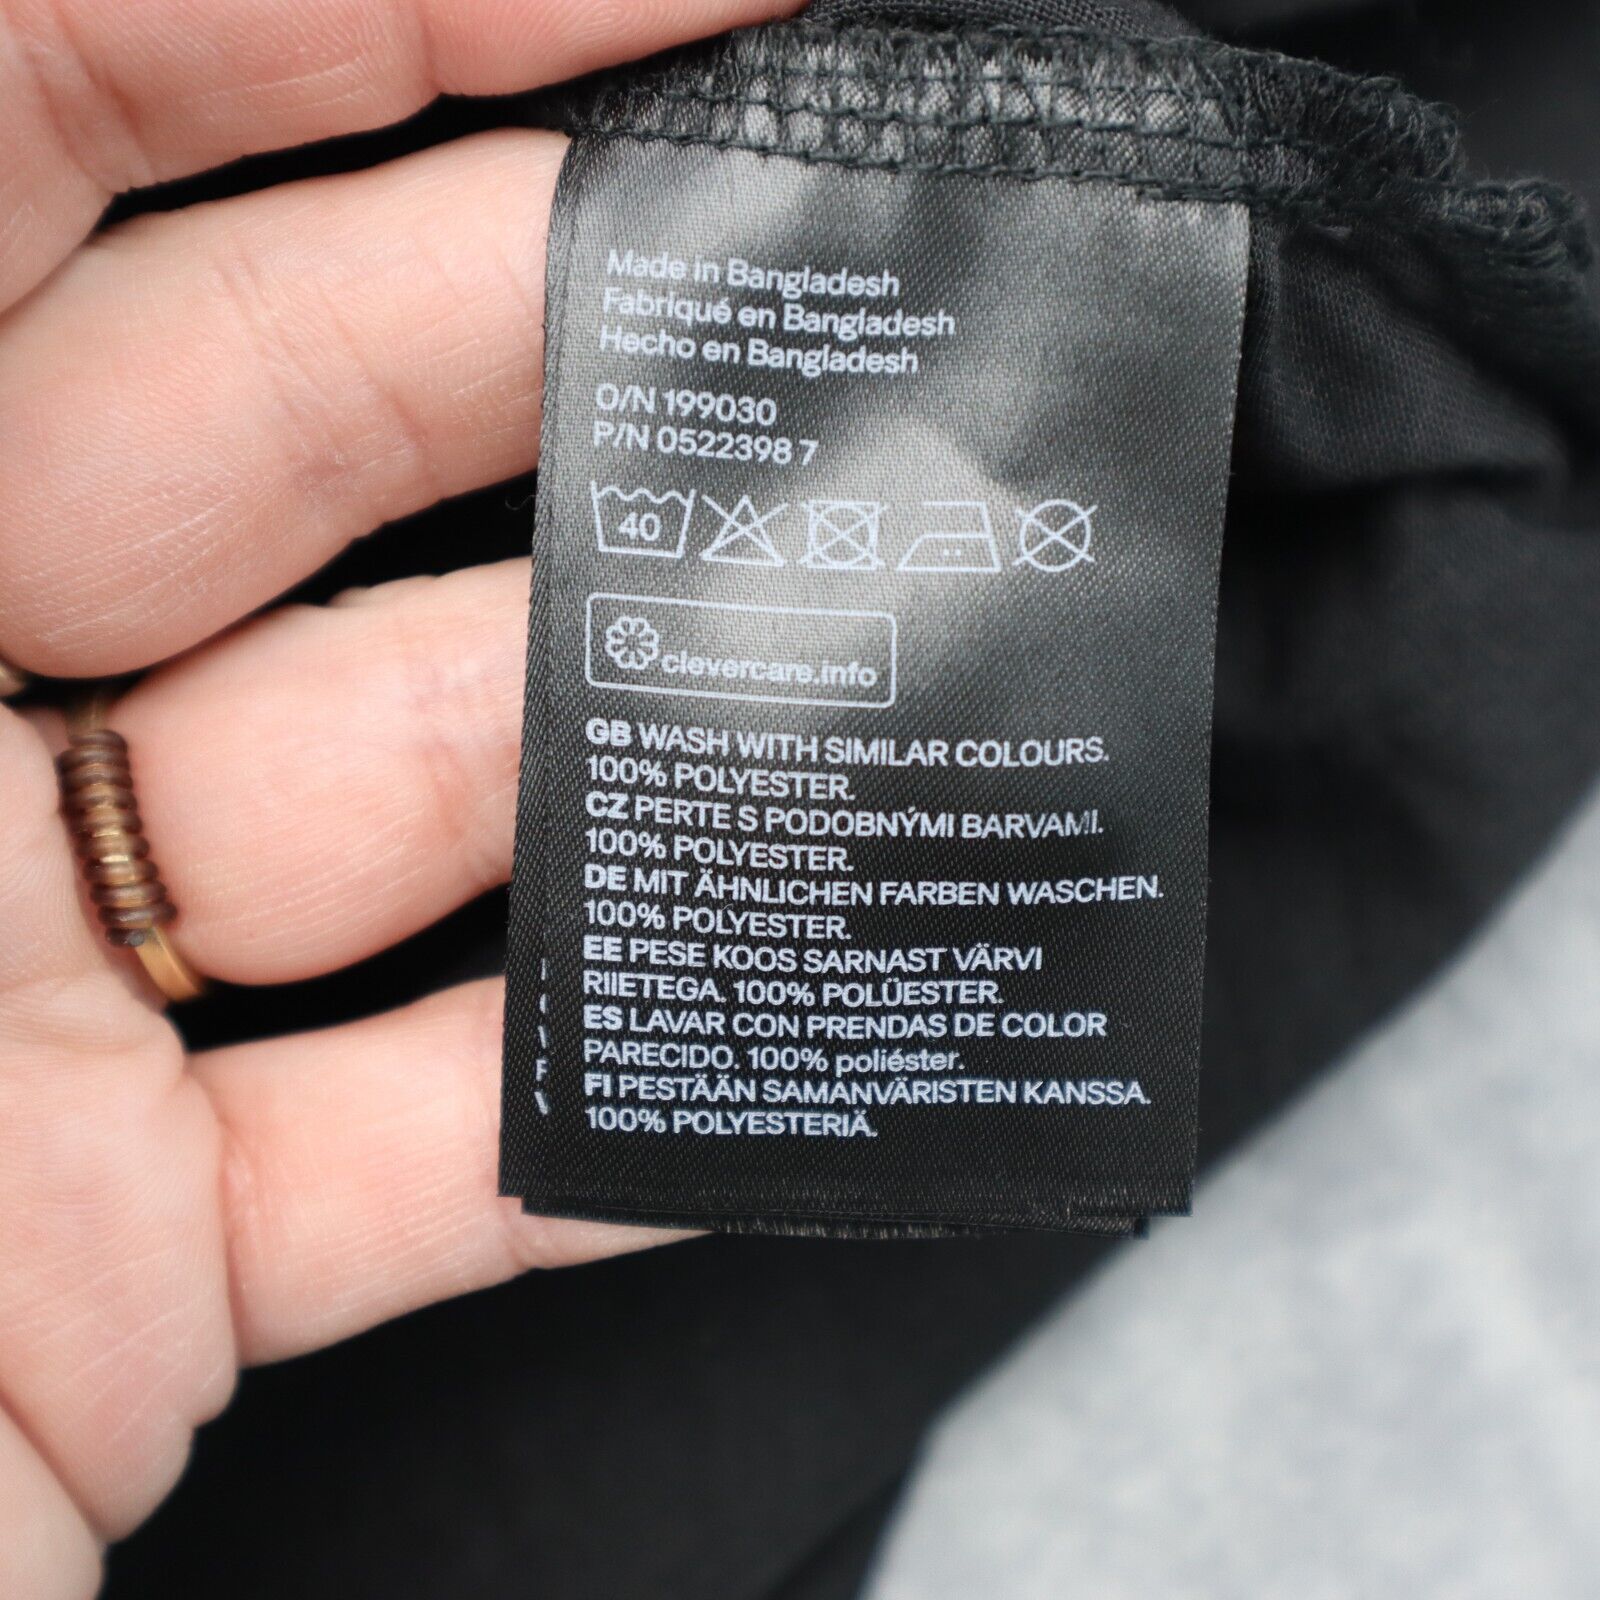 Made in Bangladesh
Fabriqué en Bangladesh
Hecho en Bangladesh
O/N 199030
P/N 0522398 7
40
clevercare.info
GB WASH WITH SIMILAR COLOURS.
100% POLYESTER.
CZ PERTE S PODOBNÝMI BARVAMI.
100% POLYESTER.
DE MIT ÄHNLICHEN FARBEN WASCHEN.
100% POLYESTER.
EE PESE KOOS SARNAST VÄRVI
RIIETEGA. 100% POLÜESTER.
ES LAVAR CON PRENDAS DE COLOR
PARECIDO. 100% poliéster.
FI PESTÄÄN SAMANVÄRISTEN KANSSA.
100% POLYESTERIÄ.